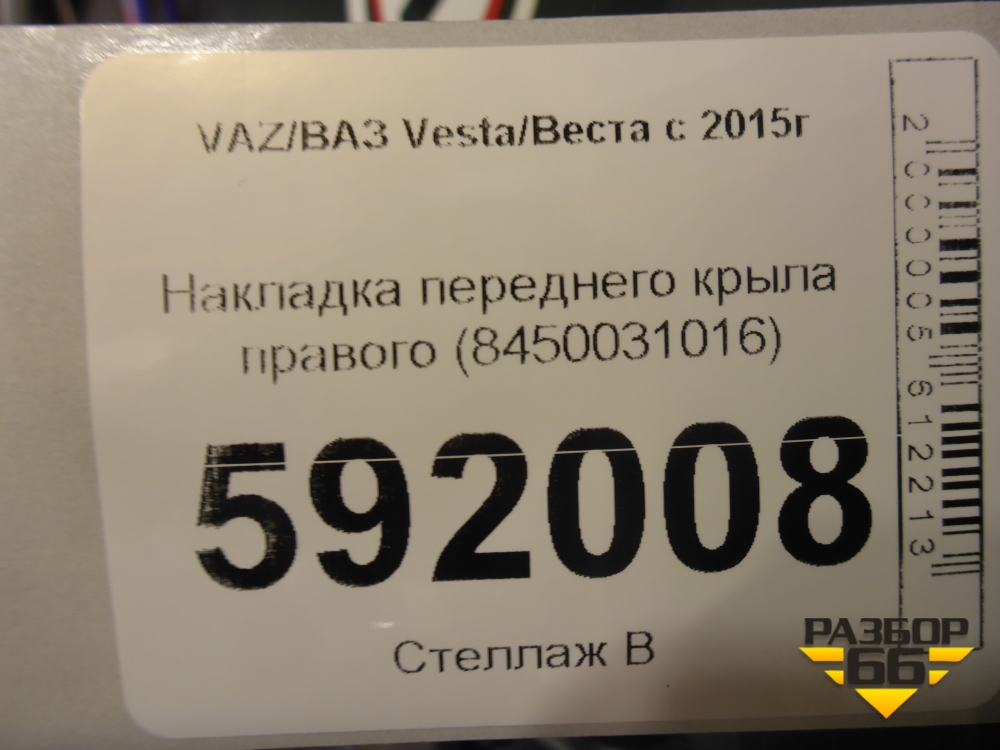 VAZ/ВАЗ Vesta/Веста с 2015г
Накладка переднего крыла
правого (8450031016)
592008
Стеллаж В
2000005612213
РАЗБОР
66